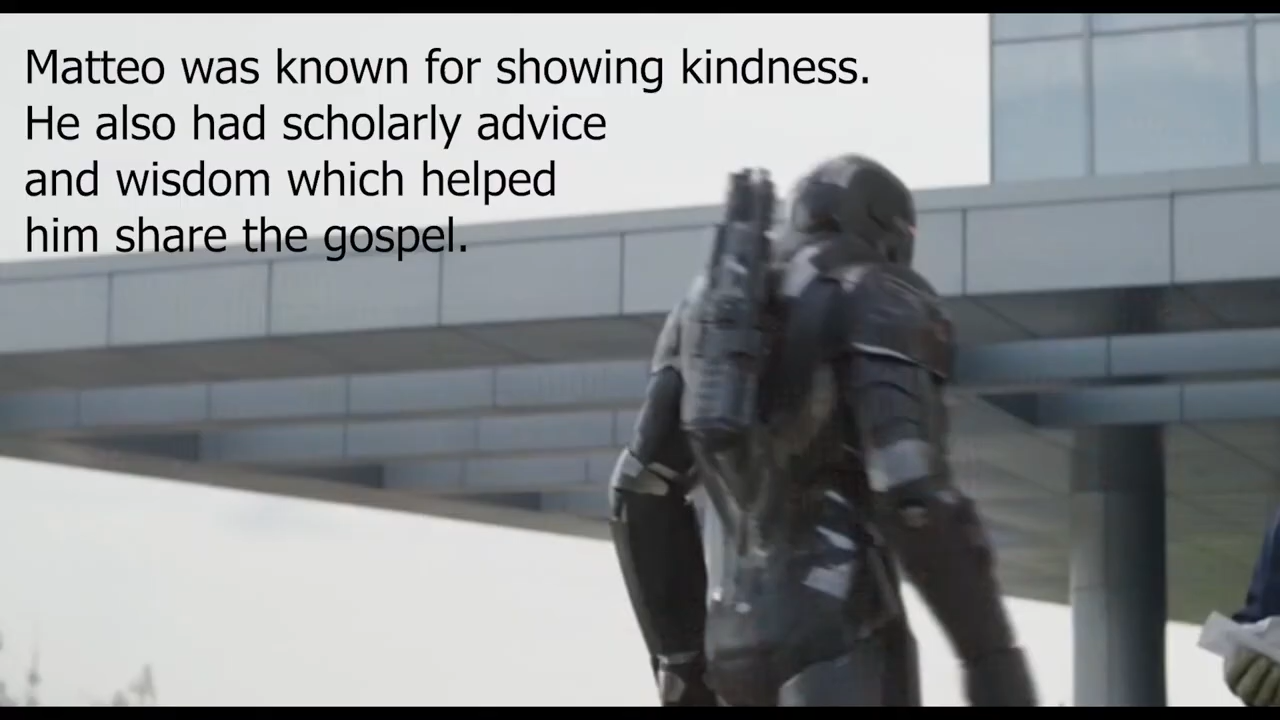 Matteo was known for showing kindness.
He also had scholarly advice
and wisdom which helped
him share the gospel.